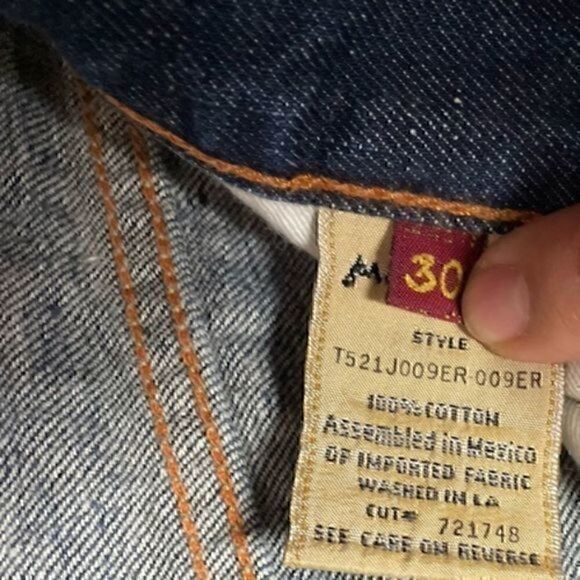 30
STYLE
T521J009ER-009ER
100% COTTON
Assembled in Mexico
OF IMPORTED FABRIC
WASHED IN LA
CUT# 721748
SEE CARE ON REVERSE